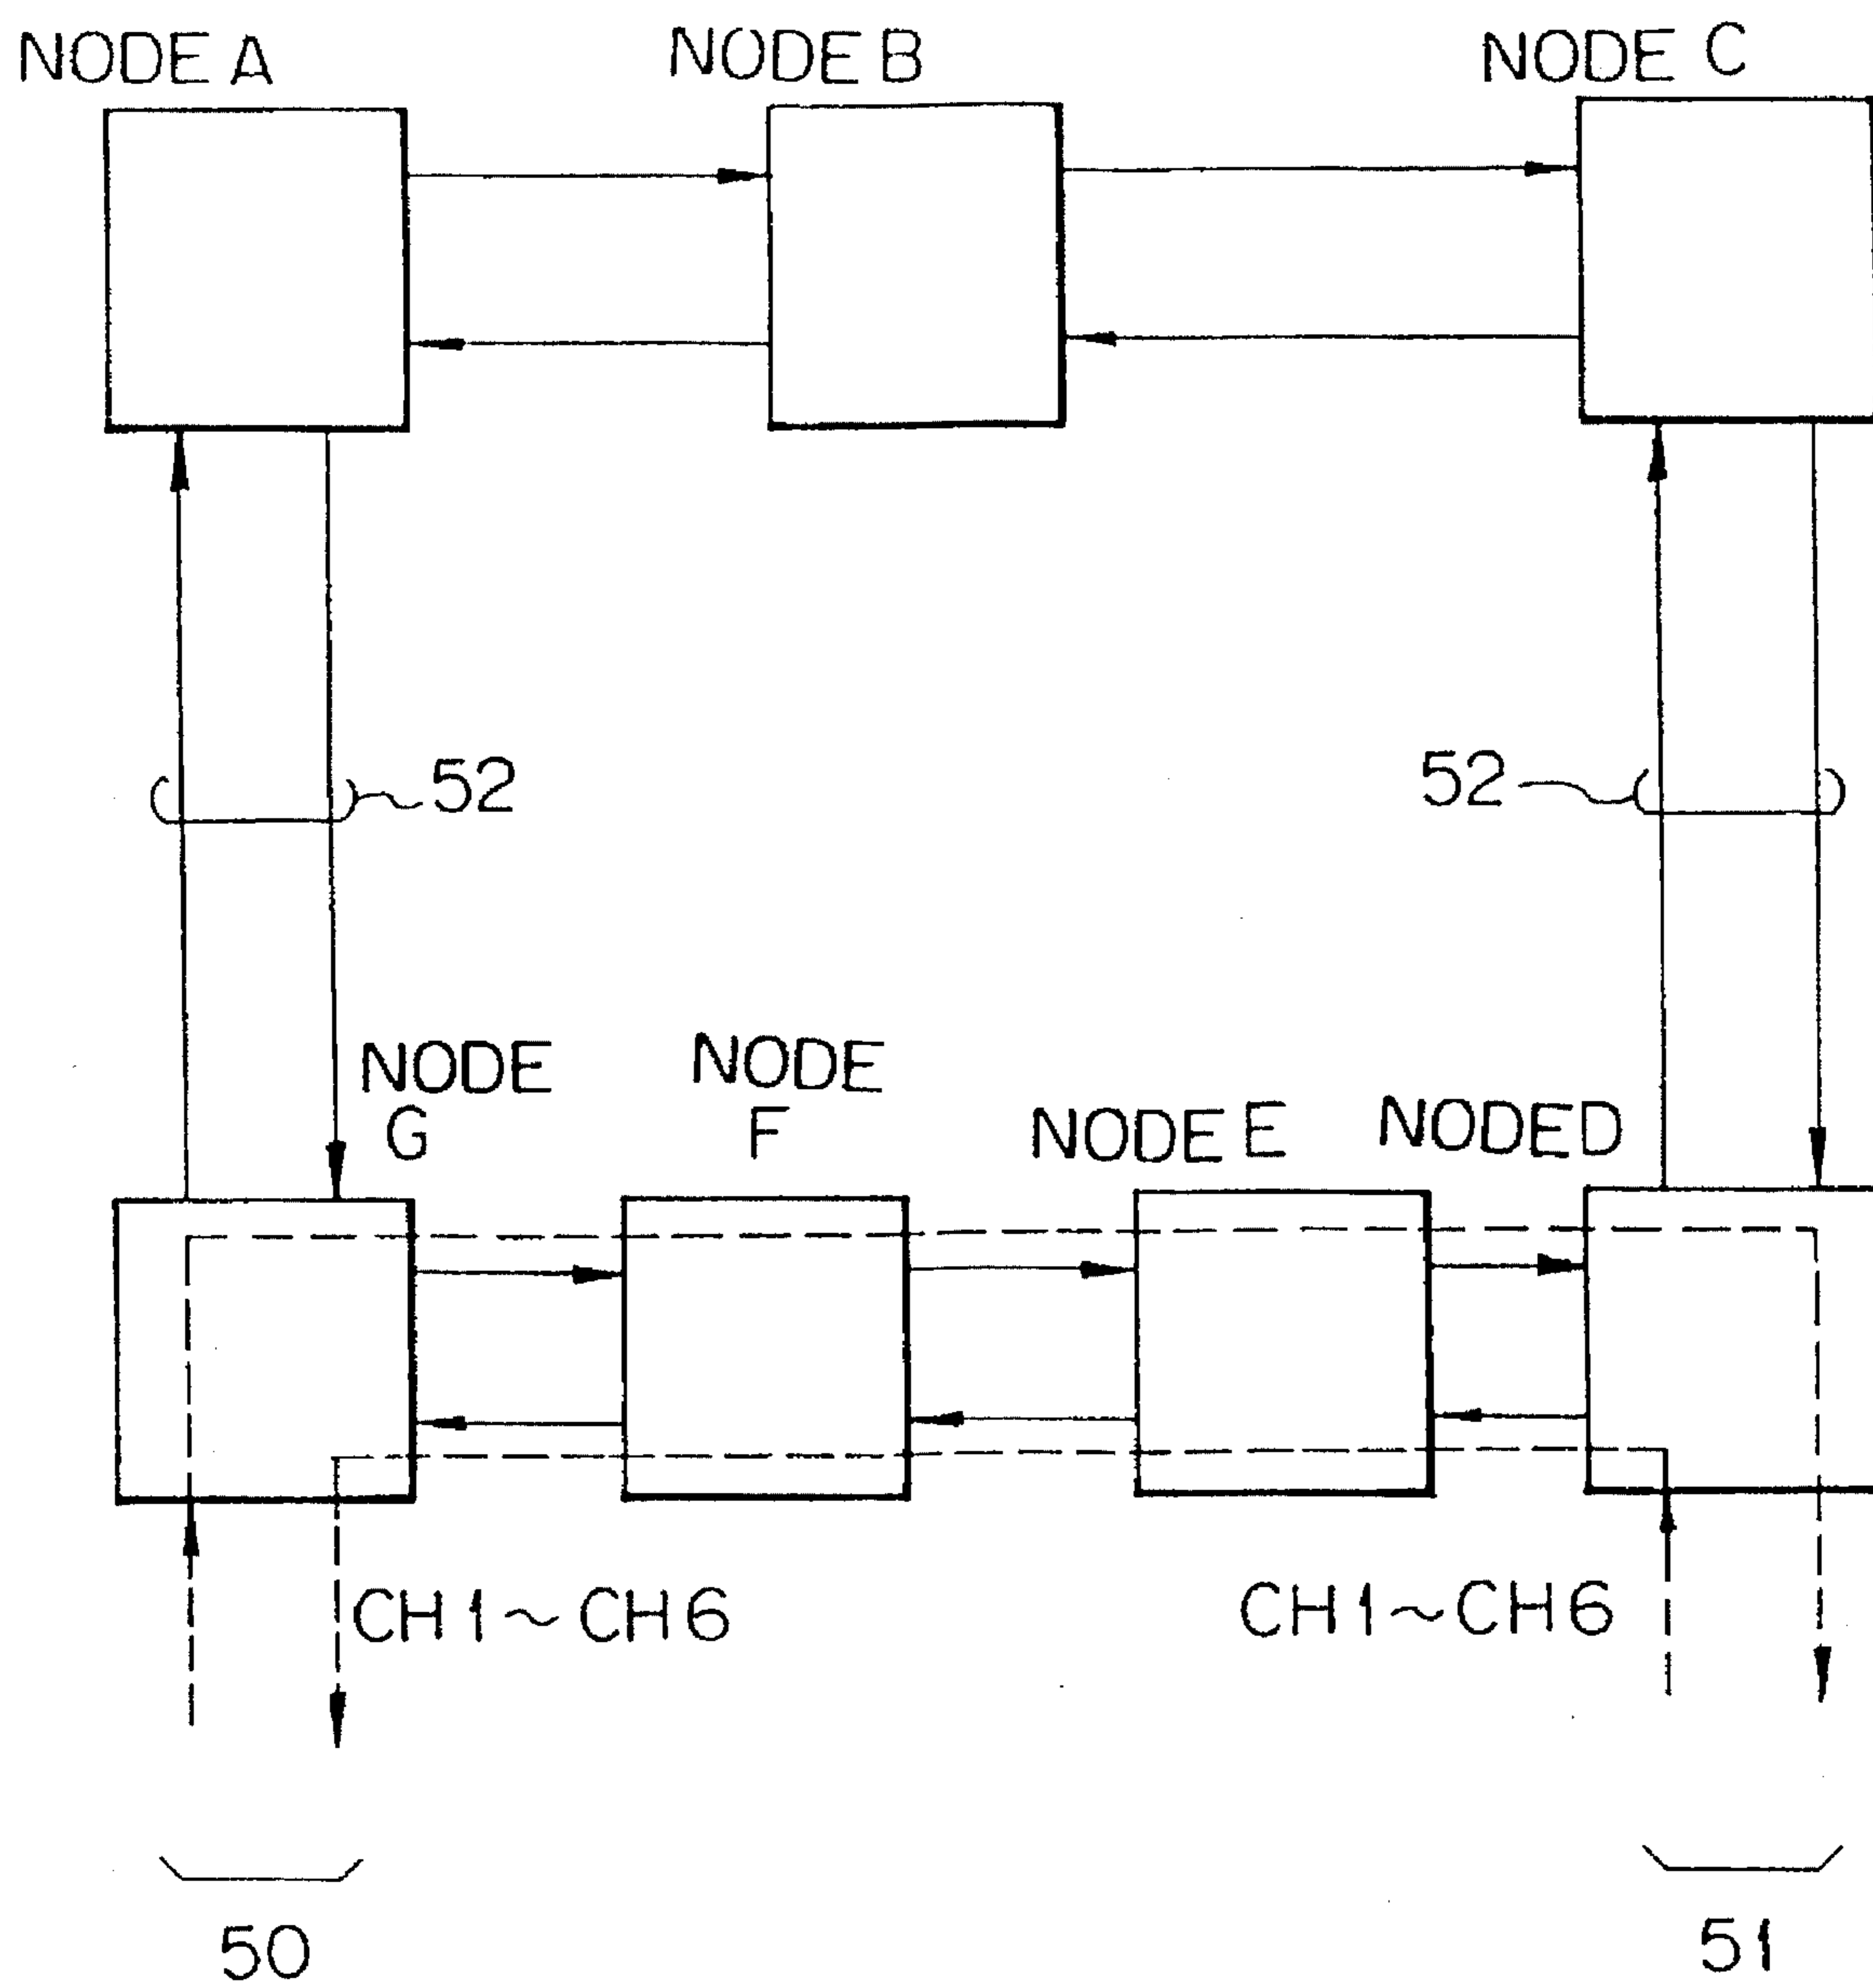 NODE A
NODE B
NODE C
52
52
NODE
G
NODE
F
NODE E
NODED
CH1~CH6
CH1~CH6
50
51